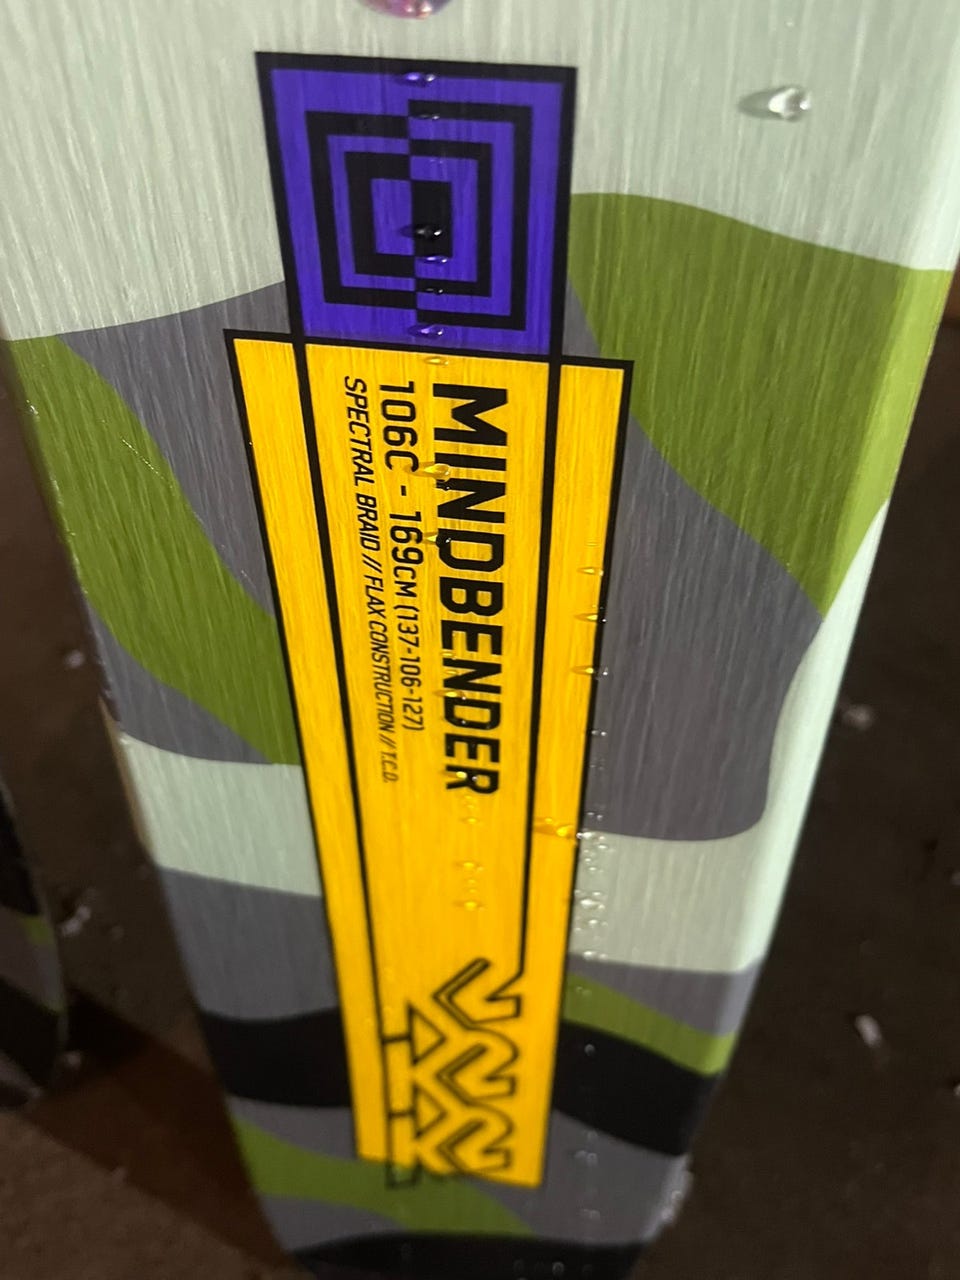 MINDBENDER
106C - 169CM (137-106-127)
SPECTRAL BRAID // FLAX CONSTRUCTION // T.C.D.